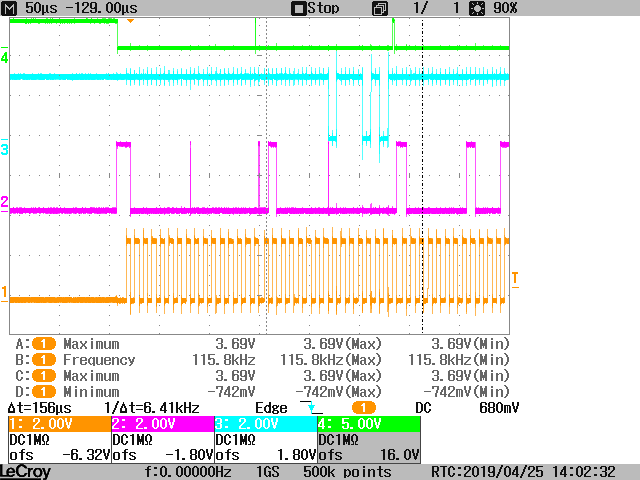 M 50µs -129.00µs Stop 1/ 1 90%
4
3
2
1
T
A: 1 Maximum 3.69V 3.69V(Max) 3.69V(Min)
B: 1 Frequency 115.8kHz 115.8kHz(Max) 115.8kHz(Min)
C: 1 Maximum 3.69V 3.69V(Max) 3.69V(Min)
D: 1 Minimum -742mV -742mV(Max) -742mV(Min)
Δt=156µs 1/Δt=6.41kHz Edge 1 DC 680mV
1: 2.00V 2: 2.00V 3: 2.00V 4: 5.00V
DC1MΩ DC1MΩ DC1MΩ DC1MΩ
ofs -6.32V ofs -1.80V ofs 1.80V ofs 16.0V
LeCroy f:0.00000Hz 1GS 500k points RTC:2019/04/25 14:02:32